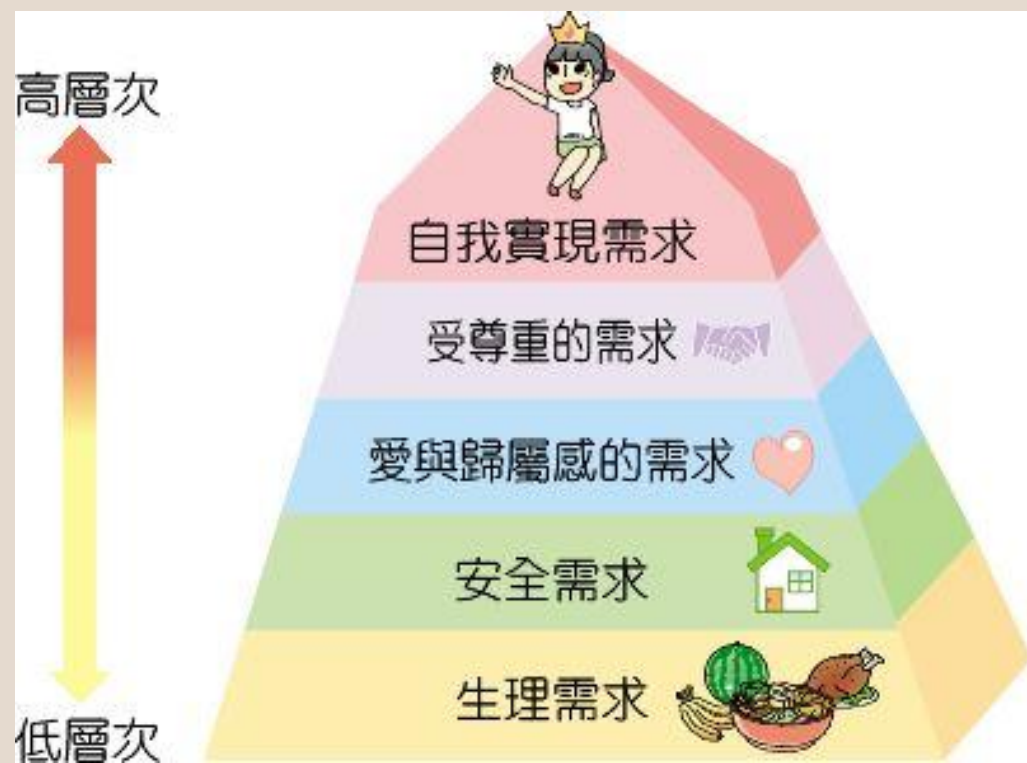 高層次
自我實現需求
受尊重的需求
愛與歸屬感的需求
安全需求
生理需求
低層次